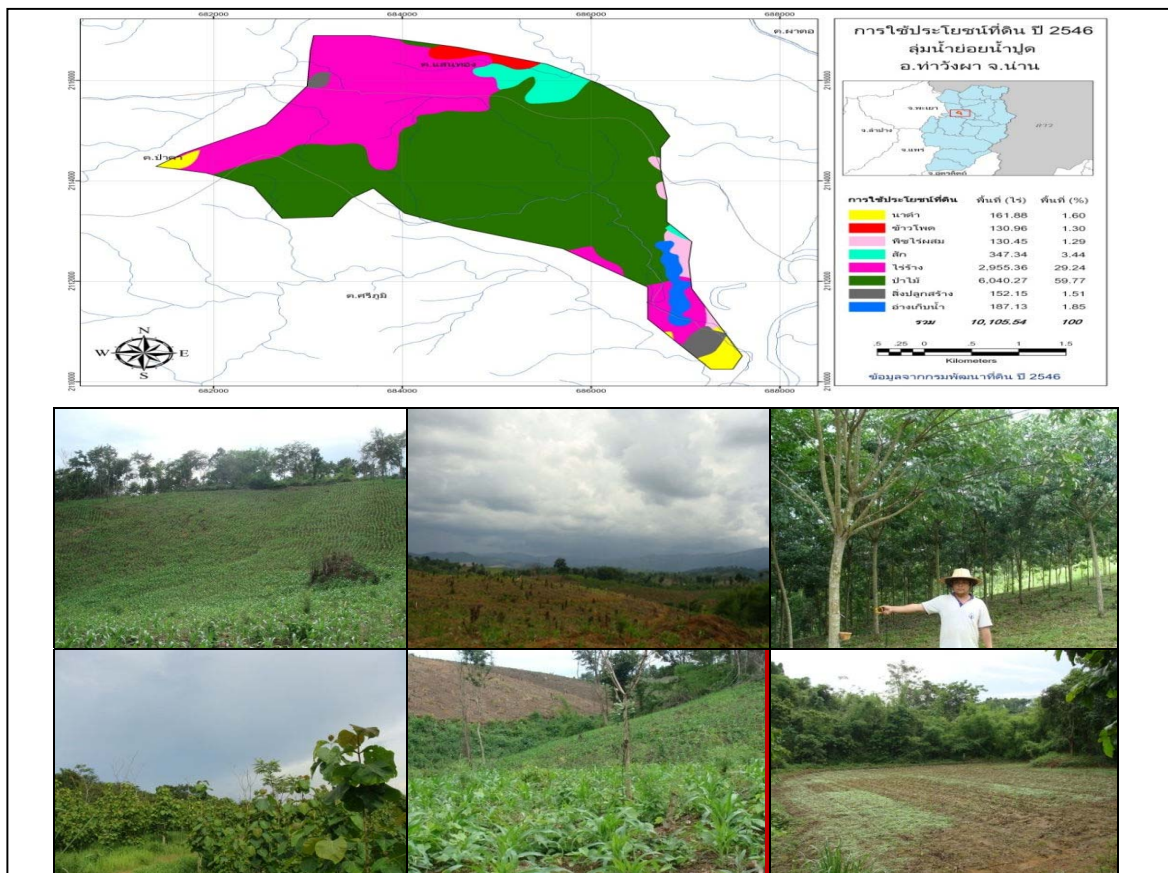 682000 684000 686000 688000
ต.ผาตอ
ต.แสนทอง
ต.ป่าคา
ต.ศรีภูมิ
2116000
2114000
2112000
2110000
N
W E
S
682000 684000 686000 688000
การใช้ประโยชน์ที่ดิน ปี 2546
ลุ่มน้ำย่อยน้ำปูด
อ.ท่าวังผา จ.น่าน
จ.พะเยา
จ.ลำปาง
จ.แพร่
จ.อุตรดิตถ์
ลาว
การใช้ประโยชน์ที่ดิน พื้นที่ (ไร่) พื้นที่ (%)
นาดำ 161.88 1.60
ข้าวโพด 130.96 1.30
พืชไร่ผสม 130.45 1.29
สัก 347.34 3.44
ไร่ร้าง 2,955.36 29.24
ป่าไม้ 6,040.27 59.77
สิ่งปลูกสร้าง 152.15 1.51
อ่างเก็บน้ำ 187.13 1.85
รวม 10,105.54 100
.5 .25 0 .5 1 1.5
Kilometers
ข้อมูลจากกรมพัฒนาที่ดิน ปี 2546